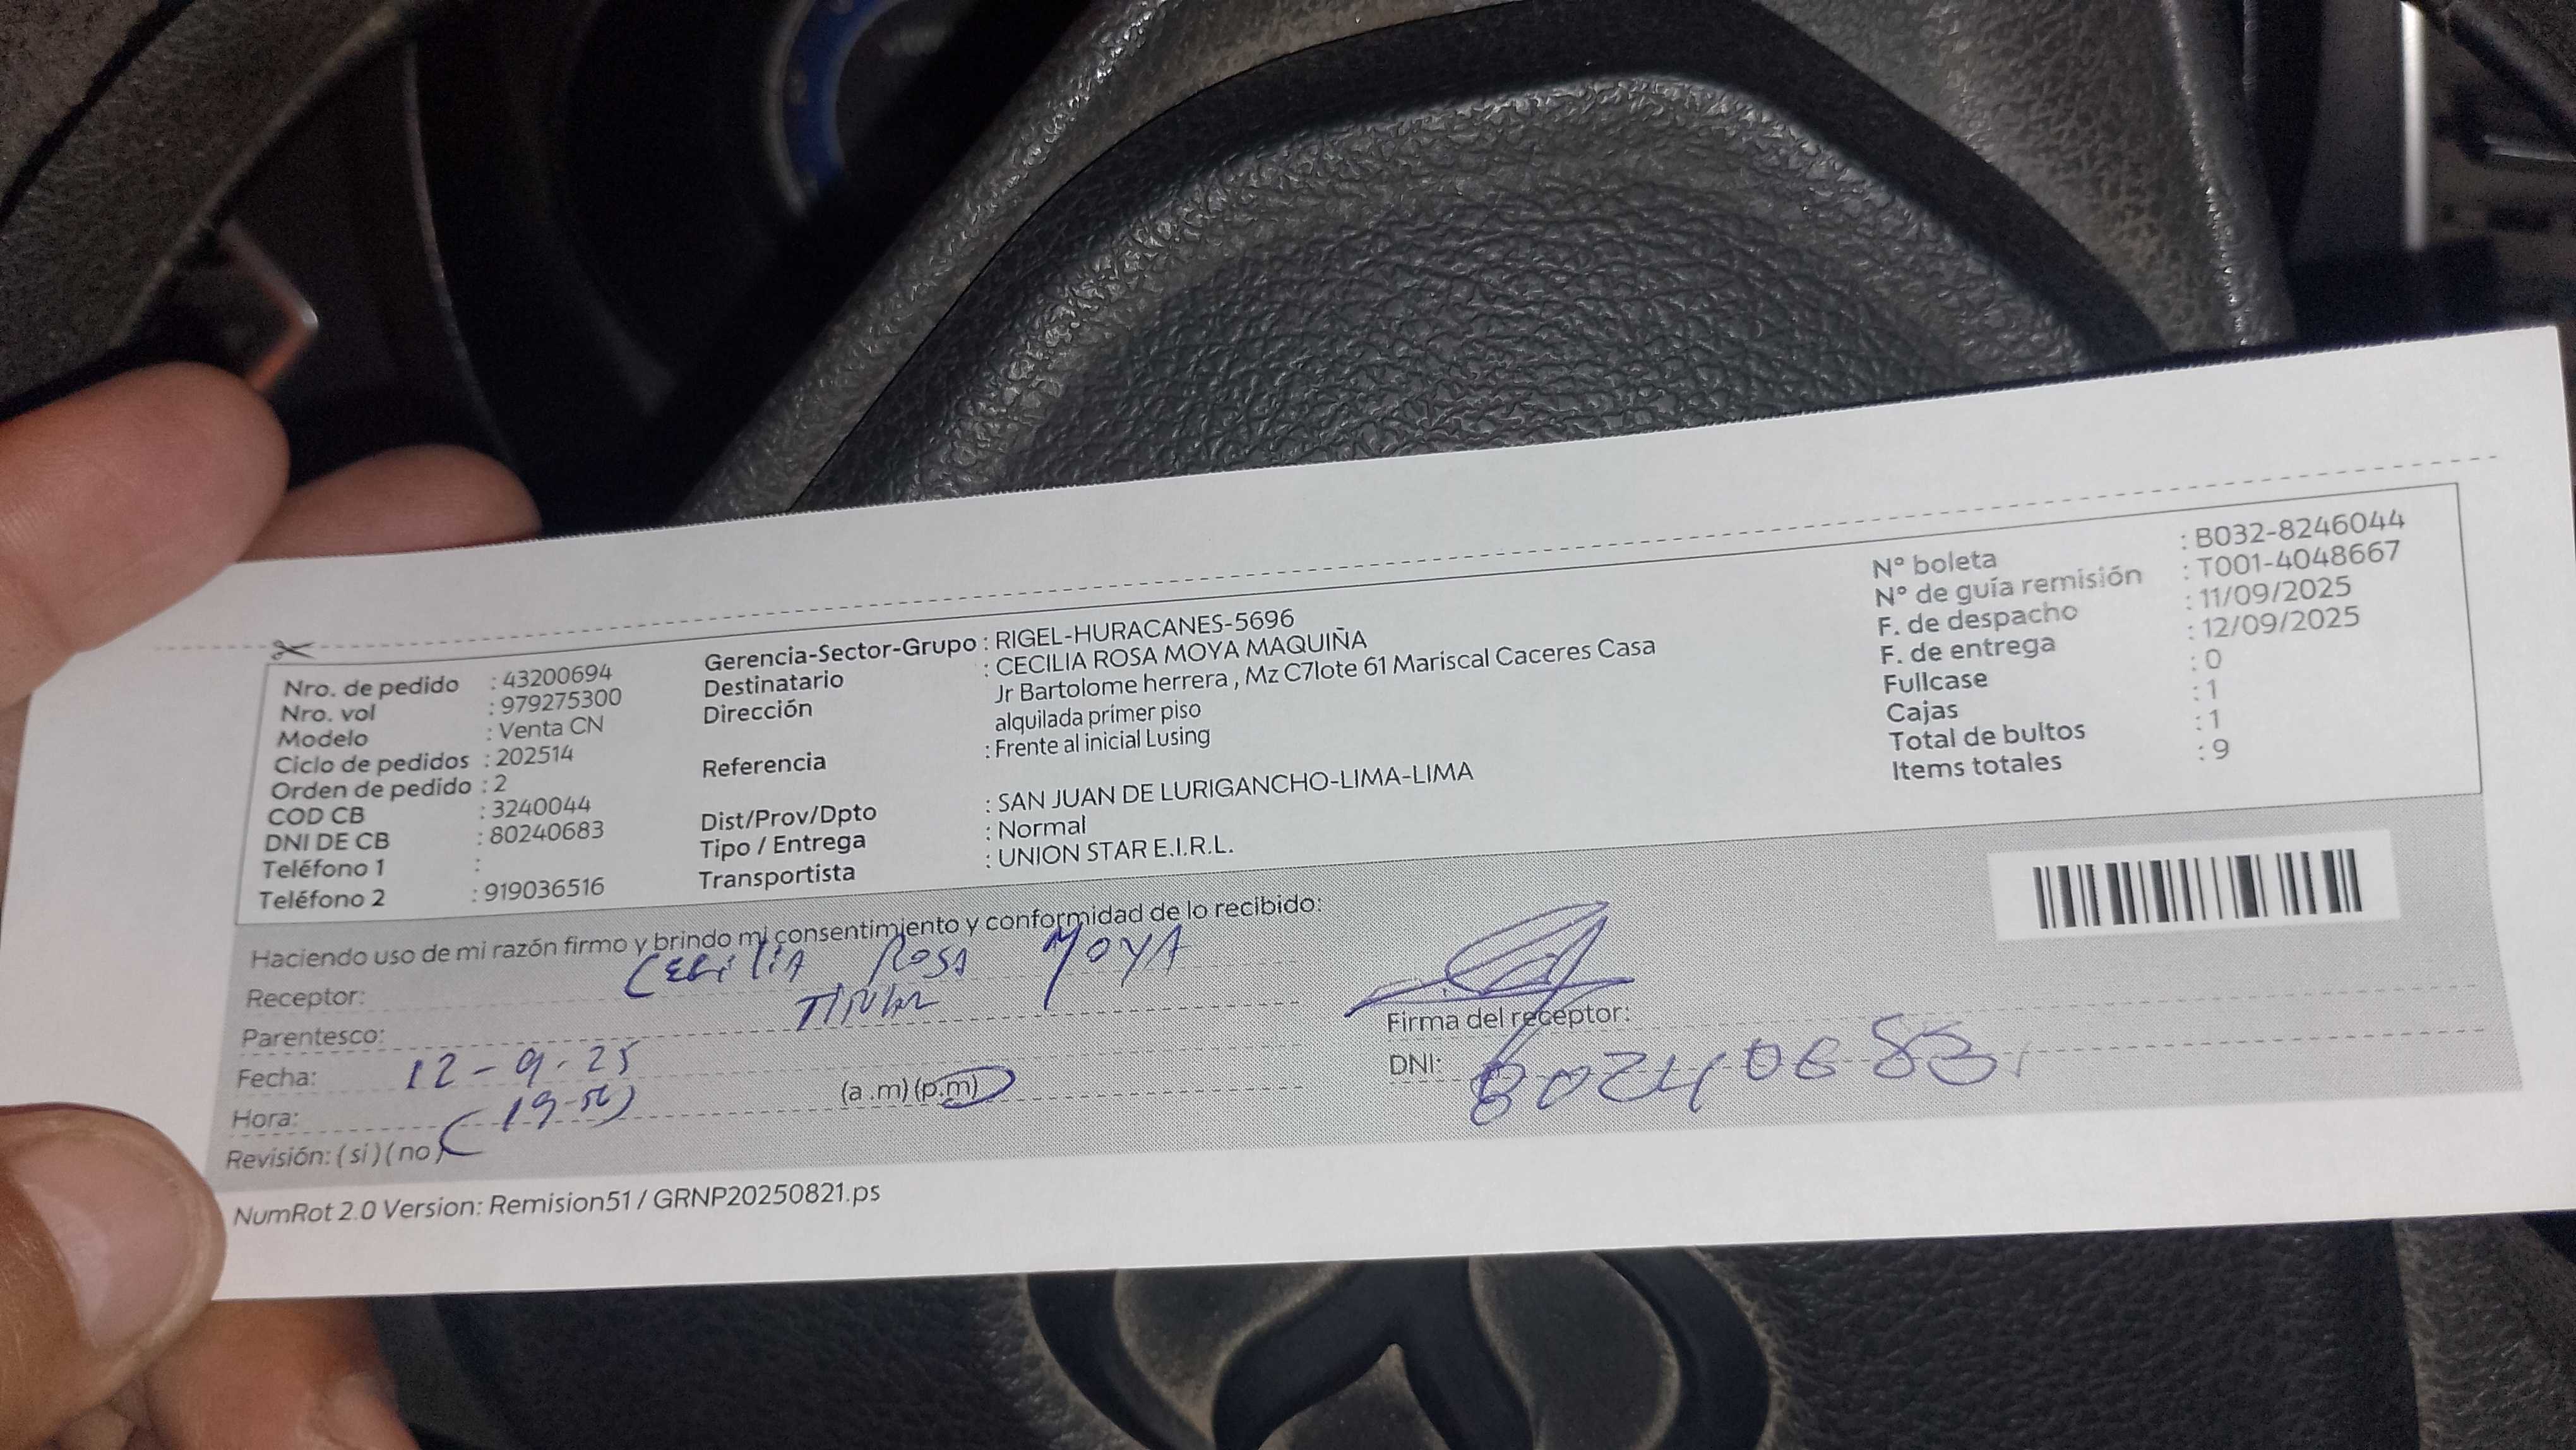 Nro. de pedido : 43200694
Nro. vol : 979275300
Modelo : Venta CN
Ciclo de pedidos : 202514
Orden de pedido : 2
COD CB : 3240044
DNI DE CB : 80240683
Teléfono 1 :
Teléfono 2 : 919036516
Gerencia-Sector-Grupo : RIGEL-HURACANES-5696
Destinatario : CECILIA ROSA MOYA MAQUIÑA
Dirección Jr Bartolome herrera , Mz C7lote 61 Mariscal Caceres Casa
alquilada primer piso
Referencia : Frente al inicial Lusing
Dist/Prov/Dpto : SAN JUAN DE LURIGANCHO-LIMA-LIMA
Tipo / Entrega : Normal
Transportista : UNION STAR E.I.R.L.
N° boleta : B032-8246044
N° de guía remisión : T001-4048667
F. de despacho : 11/09/2025
F. de entrega : 12/09/2025
Fullcase : 0
Cajas : 1
Total de bultos : 1
Items totales : 9
Haciendo uso de mi razón firmo y brindo mi consentimiento y conformidad de lo recibido:
Receptor: CECILIA ROSA MOYA
Parentesco: TITULAR
Fecha: 12-9-25
Hora: (a .m) (p.m)
Revisión: ( si ) ( no )
Firma del receptor:
DNI: 80240683
NumRot 2.0 Version: Remision51 / GRNP20250821.ps